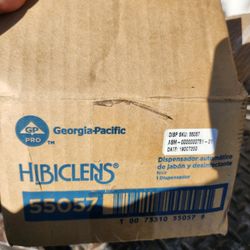 GP
PRO
Georgia-Pacific
HIBICLENS®
55057
DISP SKU: 55057
Dispensador automático
de jabón y desinfectante
1 Dispensador
1 00 73310 55057 9